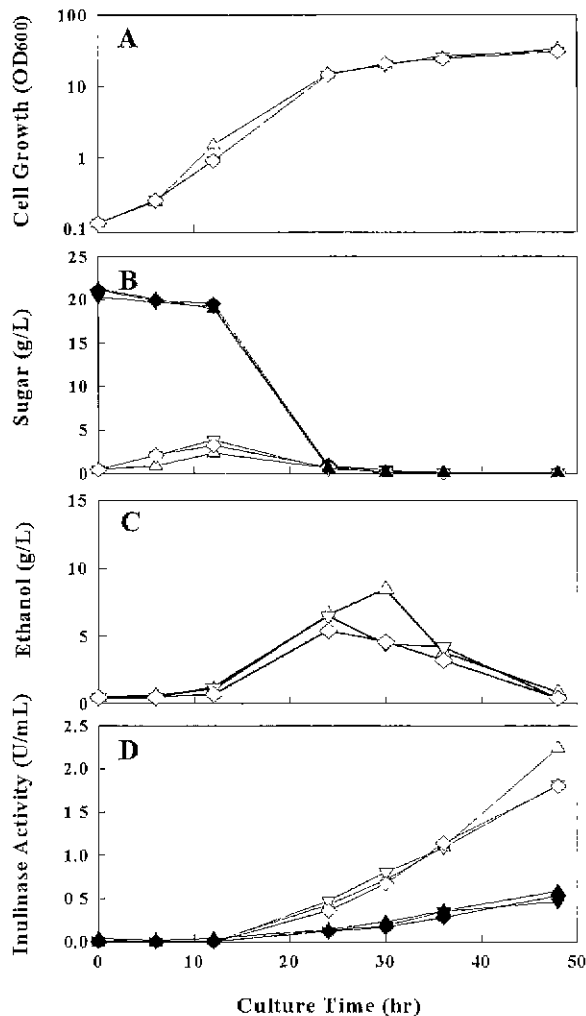 A
Cell Growth (OD600)
100
10
1
0.1
B
Sugar (g/L)
25
20
15
10
5
0
C
Ethanol (g/L)
15
10
5
0
D
Inulinase Activity (U/mL)
2.5
2.0
1.5
1.0
0 5
0.0
0 10 20 30 40 50
Culture Time (hr)